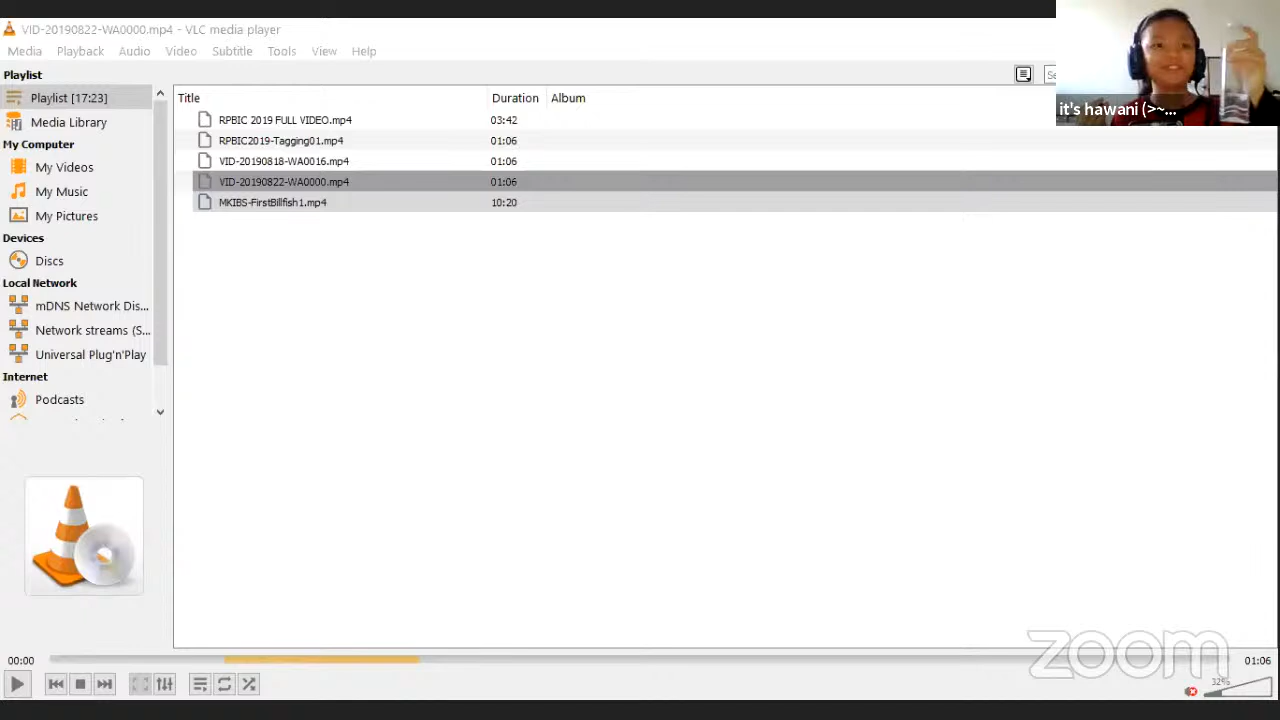 VID-20190822-WA0000.mp4 - VLC media player
Media Playback Audio Video Subtitle Tools View Help
Playlist
Playlist [17:23]
Media Library
My Computer
My Videos
My Music
My Pictures
Devices
Discs
Local Network
mDNS Network Dis...
Network streams (S...
Universal Plug'n'Play
Internet
Podcasts
Title Duration Album
RPBIC 2019 FULL VIDEO.mp4 03:42
RPBIC2019-Tagging01.mp4 01:06
VID-20190818-WA0016.mp4 01:06
VID-20190822-WA0000.mp4 01:06
MKIBS-FirstBillfish1.mp4 10:20
it's hawani (>~...
zoom
00:00 01:06
32%